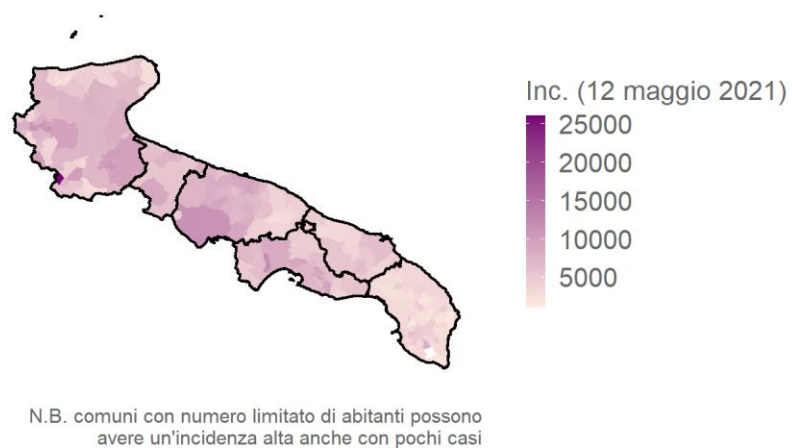 Inc. (12 maggio 2021)
25000
20000
15000
10000
5000
N.B. comuni con numero limitato di abitanti possono
avere un'incidenza alta anche con pochi casi